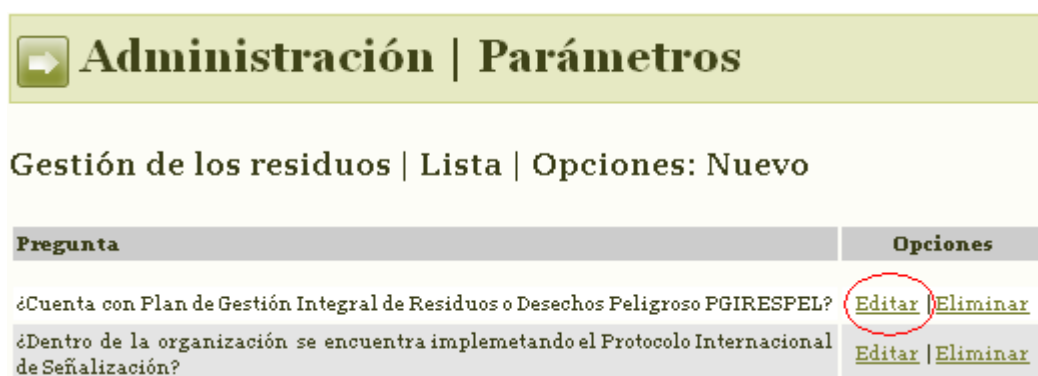 Administración | Parámetros
Gestión de los residuos | Lista | Opciones: Nuevo
Pregunta Opciones
¿Cuenta con Plan de Gestión Integral de Residuos o Desechos Peligroso PGIRESPEL? Editar | Eliminar
¿Dentro de la organización se encuentra implemetando el Protocolo Internacional
de Señalización? Editar | Eliminar